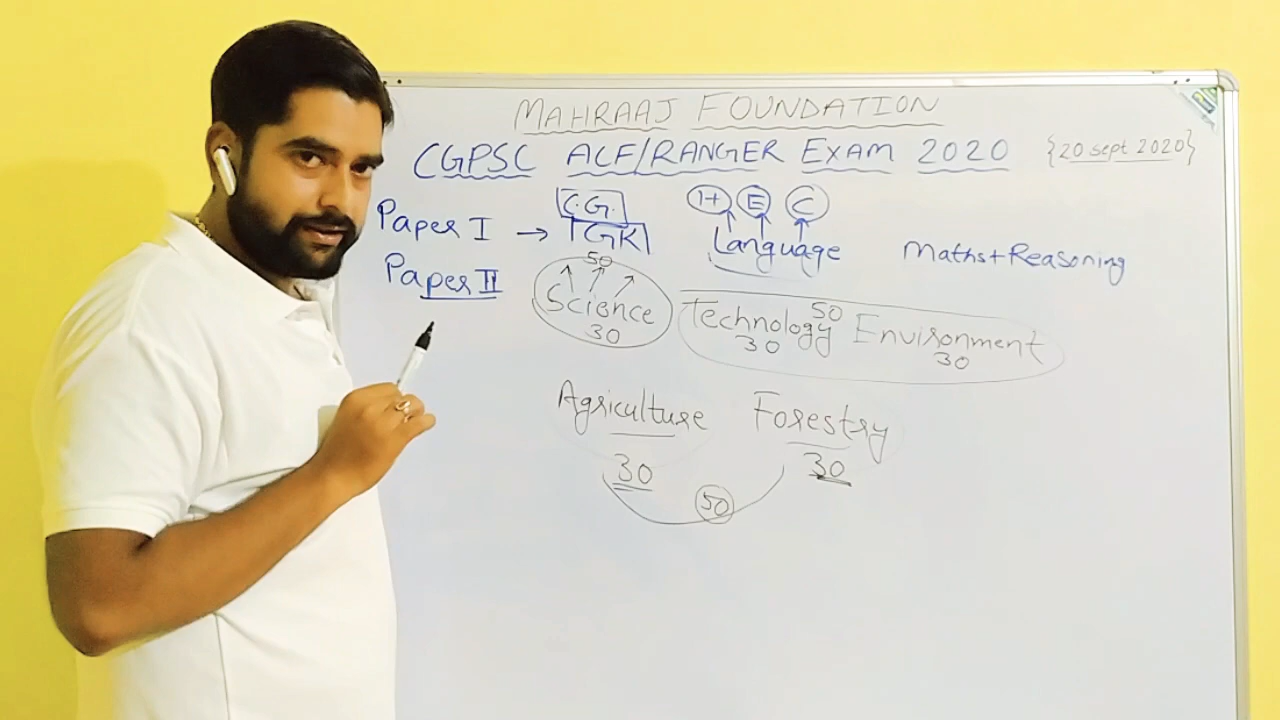 MAHRAAJ FOUNDATION
CGPSC ACF/RANGER EXAM 2020 {20 sept 2020}
C.G. H E C
Paper I → GK Language Maths+Reasoning
Paper II
50
Science Technology 50 Environment
30 30 30
Agriculture Forestry
30 30
50